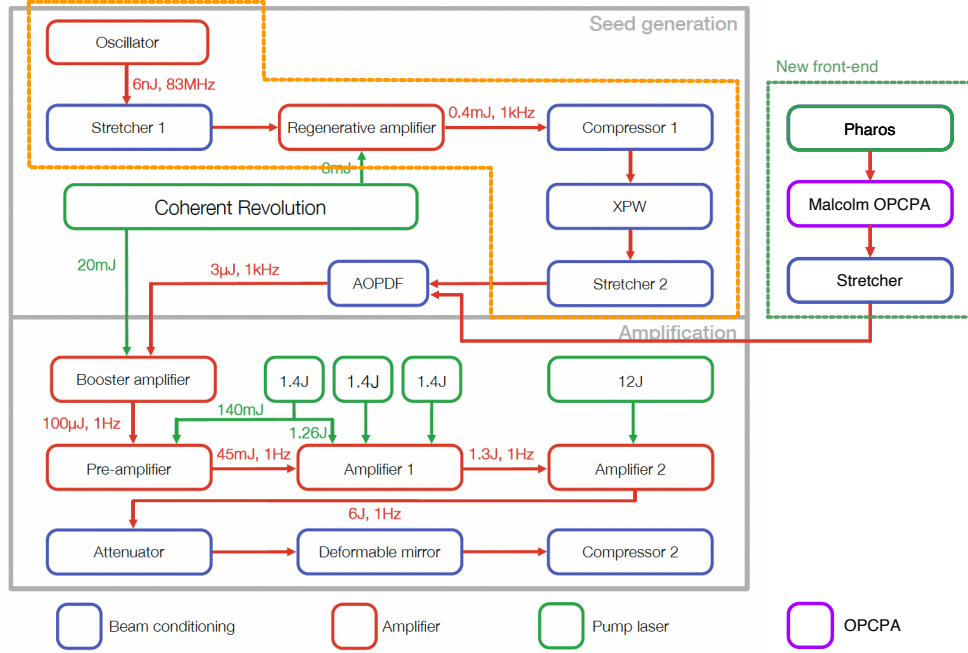 Seed generation
Oscillator
6nJ, 83MHz
New front-end
Stretcher 1
Regenerative amplifier
0.4mJ, 1kHz
Compressor 1
Pharos
8mJ
Coherent Revolution
XPW
Malcolm OPCPA
20mJ
3µJ, 1kHz
AOPDF
Stretcher 2
Stretcher
Amplification
Booster amplifier
1.4J
1.4J
1.4J
12J
100µJ, 1Hz
140mJ
1.26J
Pre-amplifier
45mJ, 1Hz
Amplifier 1
1.3J, 1Hz
Amplifier 2
6J, 1Hz
Attenuator
Deformable mirror
Compressor 2
Beam conditioning
Amplifier
Pump laser
OPCPA